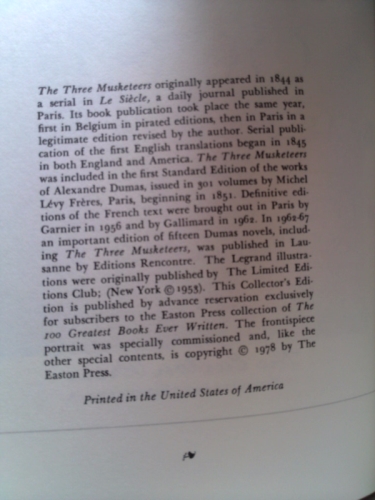 The Three Musketeers originally appeared in 1844 as
a serial in Le Siècle, a daily journal published in
Paris. Its book publication took place the same year,
first in Belgium in pirated editions, then in Paris in a
legitimate edition revised by the author. Serial publi-
cation of the first English translations began in 1845
in both England and America. The Three Musketeers
was included in the first Standard Edition of the works
of Alexandre Dumas, issued in 301 volumes by Michel
Lévy Frères, Paris, beginning in 1851. Definitive edi-
tions of the French text were brought out in Paris by
Garnier in 1956 and by Gallimard in 1962. In 1962-67
an important edition of fifteen Dumas novels, includ-
ing The Three Musketeers, was published in Lau-
sanne by Editions Rencontre. The Legrand illustra-
tions were originally published by The Limited Edi-
tions Club; (New York © 1953). This Collector's Edi-
tion is published by advance reservation exclusively
for subscribers to the Easton Press collection of The
100 Greatest Books Ever Written. The frontispiece
portrait was specially commissioned and, like the
other special contents, is copyright © 1978 by The
Easton Press.
Printed in the United States of America